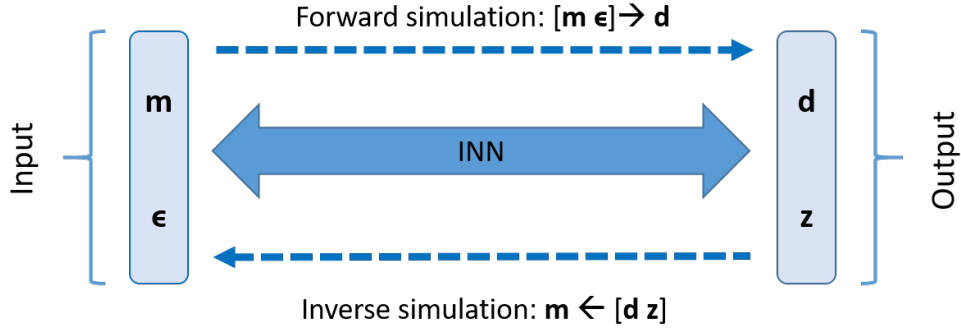 Forward simulation: [m ϵ]→ d
Input
m
d
INN
ϵ
z
Output
Inverse simulation: m ← [d z]